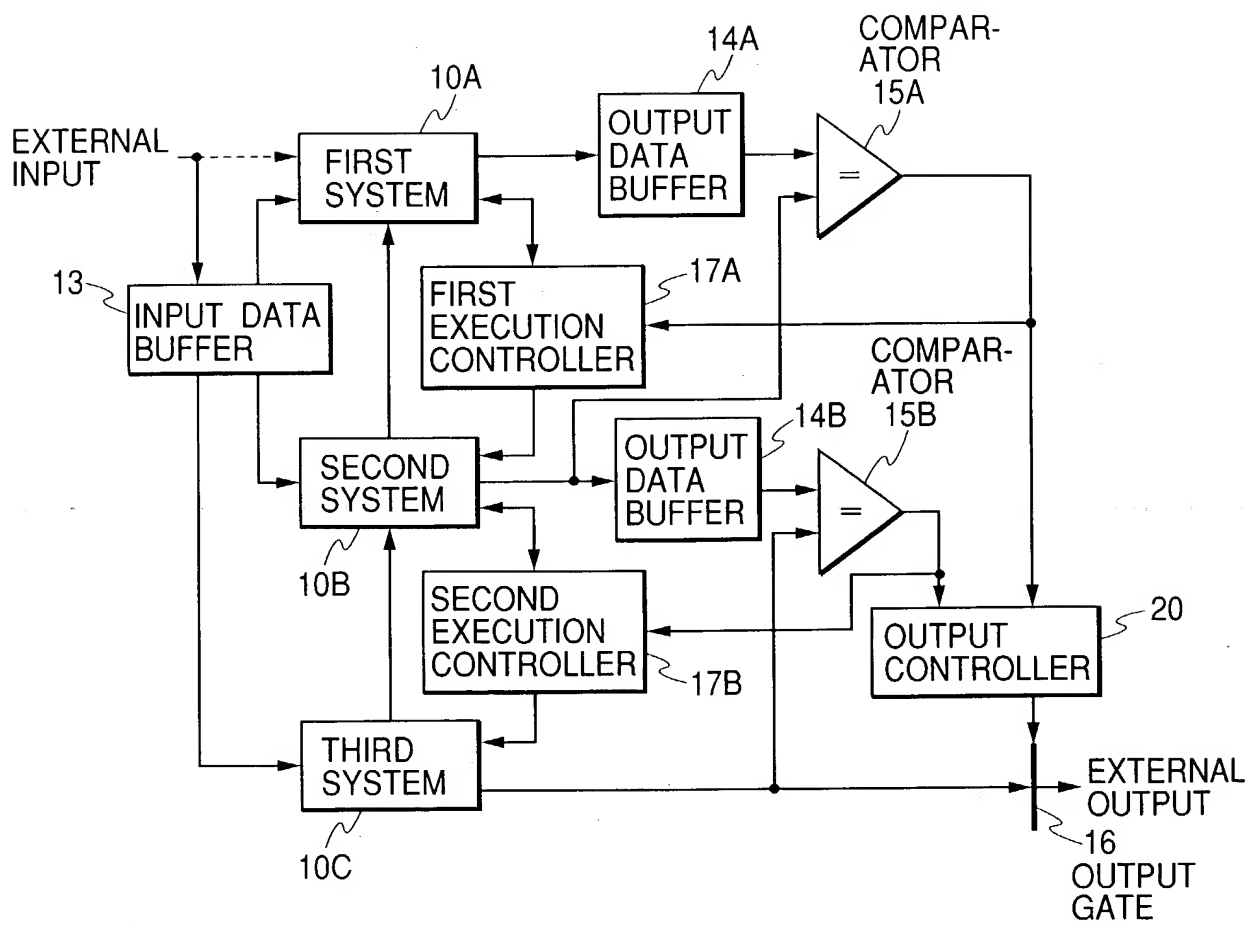 COMPAR-
ATOR
15A
14A
10A
OUTPUT
DATA
BUFFER
EXTERNAL
INPUT
FIRST
SYSTEM
=
13
INPUT DATA
BUFFER
17A
FIRST
EXECUTION
CONTROLLER
COMPAR-
ATOR
15B
14B
OUTPUT
DATA
BUFFER
SECOND
SYSTEM
=
10B
SECOND
EXECUTION
CONTROLLER
17B
20
OUTPUT
CONTROLLER
THIRD
SYSTEM
10C
EXTERNAL
OUTPUT
16
OUTPUT
GATE